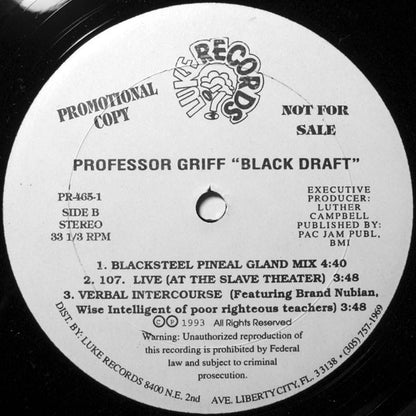 LUKE RECORDS
PROMOTIONAL
COPY
NOT FOR
SALE
PROFESSOR GRIFF "BLACK DRAFT"
PR-465-1
SIDE B
STEREO
33 1/3 RPM
EXECUTIVE
PRODUCER:
LUTHER
CAMPBELL
PUBLISHED BY:
PAC JAM PUBL.
BMI
1. BLACKSTEEL PINEAL GLAND MIX 4:40
2. 107. LIVE (AT THE SLAVE THEATER) 3:48
3. VERBAL INTERCOURSE (Featuring Brand Nubian,
Wise Intelligent of poor righteous teachers) 3:48
© ℗ 1993 All Rights Reserved
Warning: Unauthorized reproduction of
this recording is prohibited by Federal
law and subject to criminal
prosecution.
DIST. BY: LUKE RECORDS 8400 N.E. 2nd AVE. LIBERTY CITY, FL 33138 • (305) 757-1969